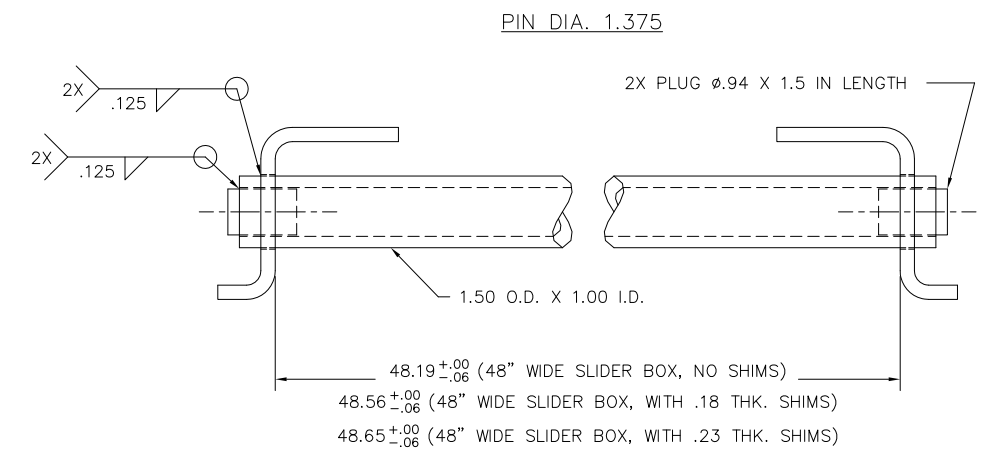 PIN DIA. 1.375
2X .125
2X PLUG ø.94 X 1.5 IN LENGTH
2X .125
1.50 O.D. X 1.00 I.D.
48.19 +.00 -.06 (48" WIDE SLIDER BOX, NO SHIMS)
48.56 +.00 -.06 (48" WIDE SLIDER BOX, WITH .18 THK. SHIMS)
48.65 +.00 -.06 (48" WIDE SLIDER BOX, WITH .23 THK. SHIMS)